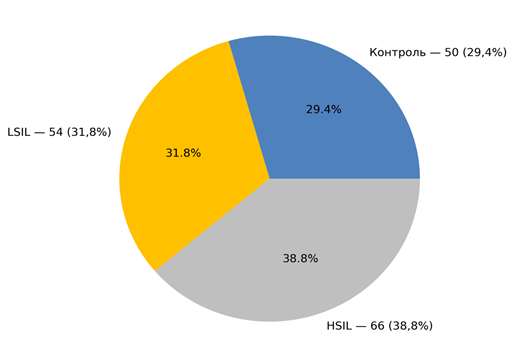 Контроль — 50 (29,4%)
29.4%
LSIL — 54 (31,8%)
31.8%
38.8%
HSIL — 66 (38,8%)